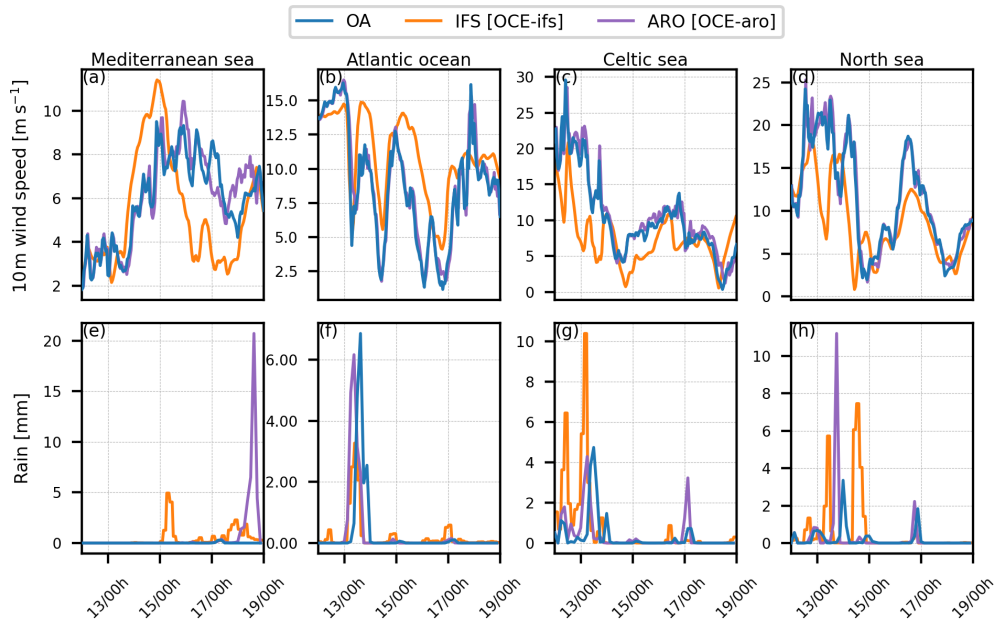 OA IFS [OCE-ifs] ARO [OCE-aro]
Mediterranean sea Atlantic ocean Celtic sea North sea
(a) (b) (c) (d)
10m wind speed [m s⁻¹]
10 8 6 4 2
15.0 12.5 10.0 7.5 5.0 2.5
30 25 20 15 10 5 0
25 20 15 10 5 0
(e) (f) (g) (h)
Rain [mm]
20 15 10 5 0
6.00 4.00 2.00 0.00
10 8 6 4 2 0
10 8 6 4 2 0
13/00h 15/00h 17/00h 19/00h 13/00h 15/00h 17/00h 19/00h 13/00h 15/00h 17/00h 19/00h 13/00h 15/00h 17/00h 19/00h